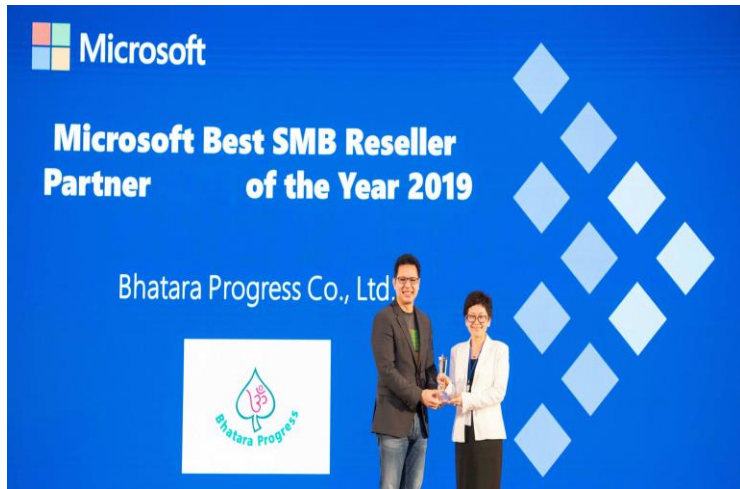 Microsoft
Microsoft Best SMB Reseller
Partner of the Year 2019
Bhatara Progress Co., Ltd.
Bhatara Progress